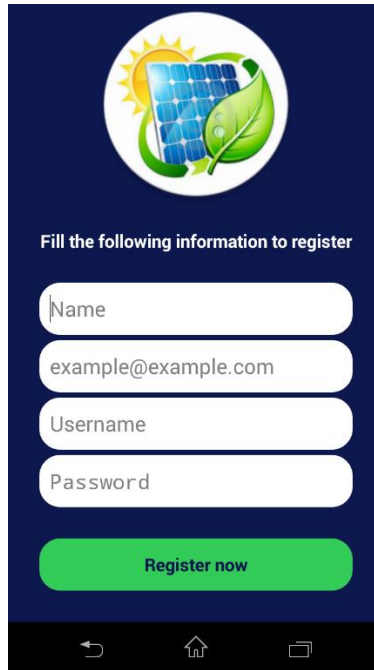 Fill the following information to register
Name
example@example.com
Username
Password
Register now